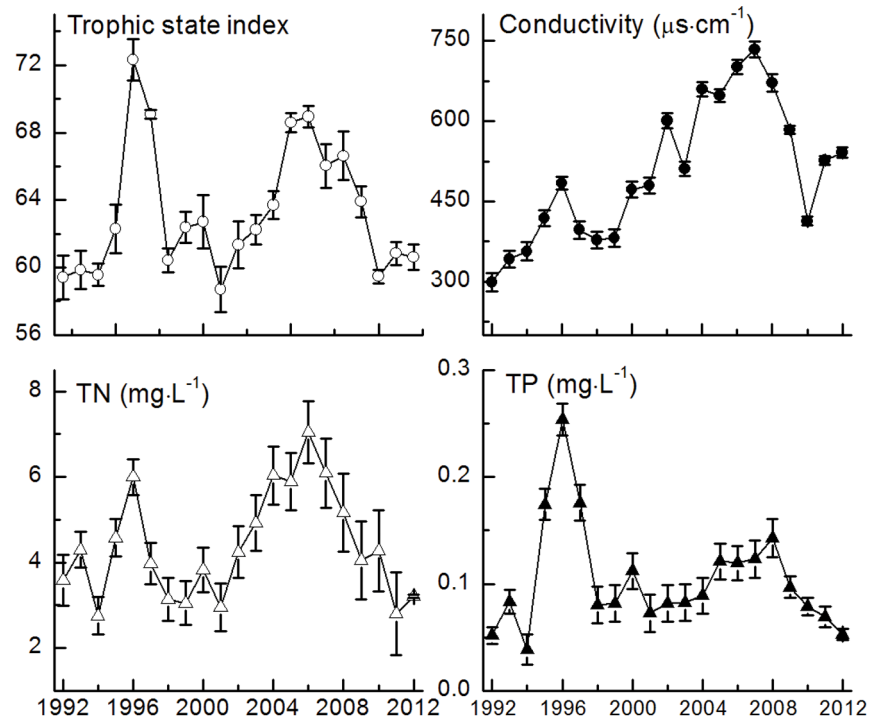 Trophic state index
72
68
64
60
56
Conductivity (μs·cm⁻¹)
750
600
450
300
TN (mg·L⁻¹)
8
6
4
2
1992 1996 2000 2004 2008 2012
TP (mg·L⁻¹)
0.3
0.2
0.1
0.0
1992 1996 2000 2004 2008 2012